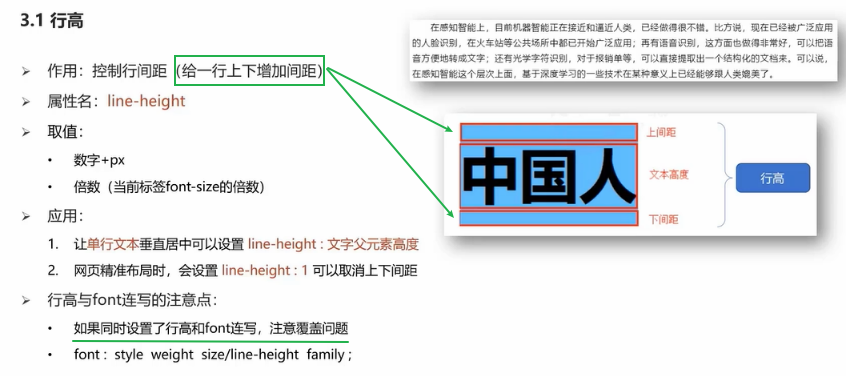 3.1 行高
➢ 作用：控制行间距（给一行上下增加间距）
➢ 属性名：line-height
➢ 取值：
• 数字+px
• 倍数（当前标签font-size的倍数）
➢ 应用：
1. 让单行文本垂直居中可以设置 line-height : 文字父元素高度
2. 网页精准布局时，会设置 line-height : 1 可以取消上下间距
➢ 行高与font连写的注意点：
• 如果同时设置了行高和font连写，注意覆盖问题
• font : style weight size/line-height family ;
在感知智能上，目前机器智能正在接近和逼近人类，已经做得很不错。比方说，现在已经被广泛应用
的人脸识别，在火车站等公共场所中都已开始广泛应用；再有语音识别，这方面也做得非常好，可以把语
音方便地转成文字；还有光学字符识别，对于报销单等，可以直接提取出一个结构化的文档来。可以说，
在感知智能这个层次上面，基于深度学习的一些技术在某种意义上已经能够跟人类媲美了。
上间距
中国人
文本高度
行高
下间距